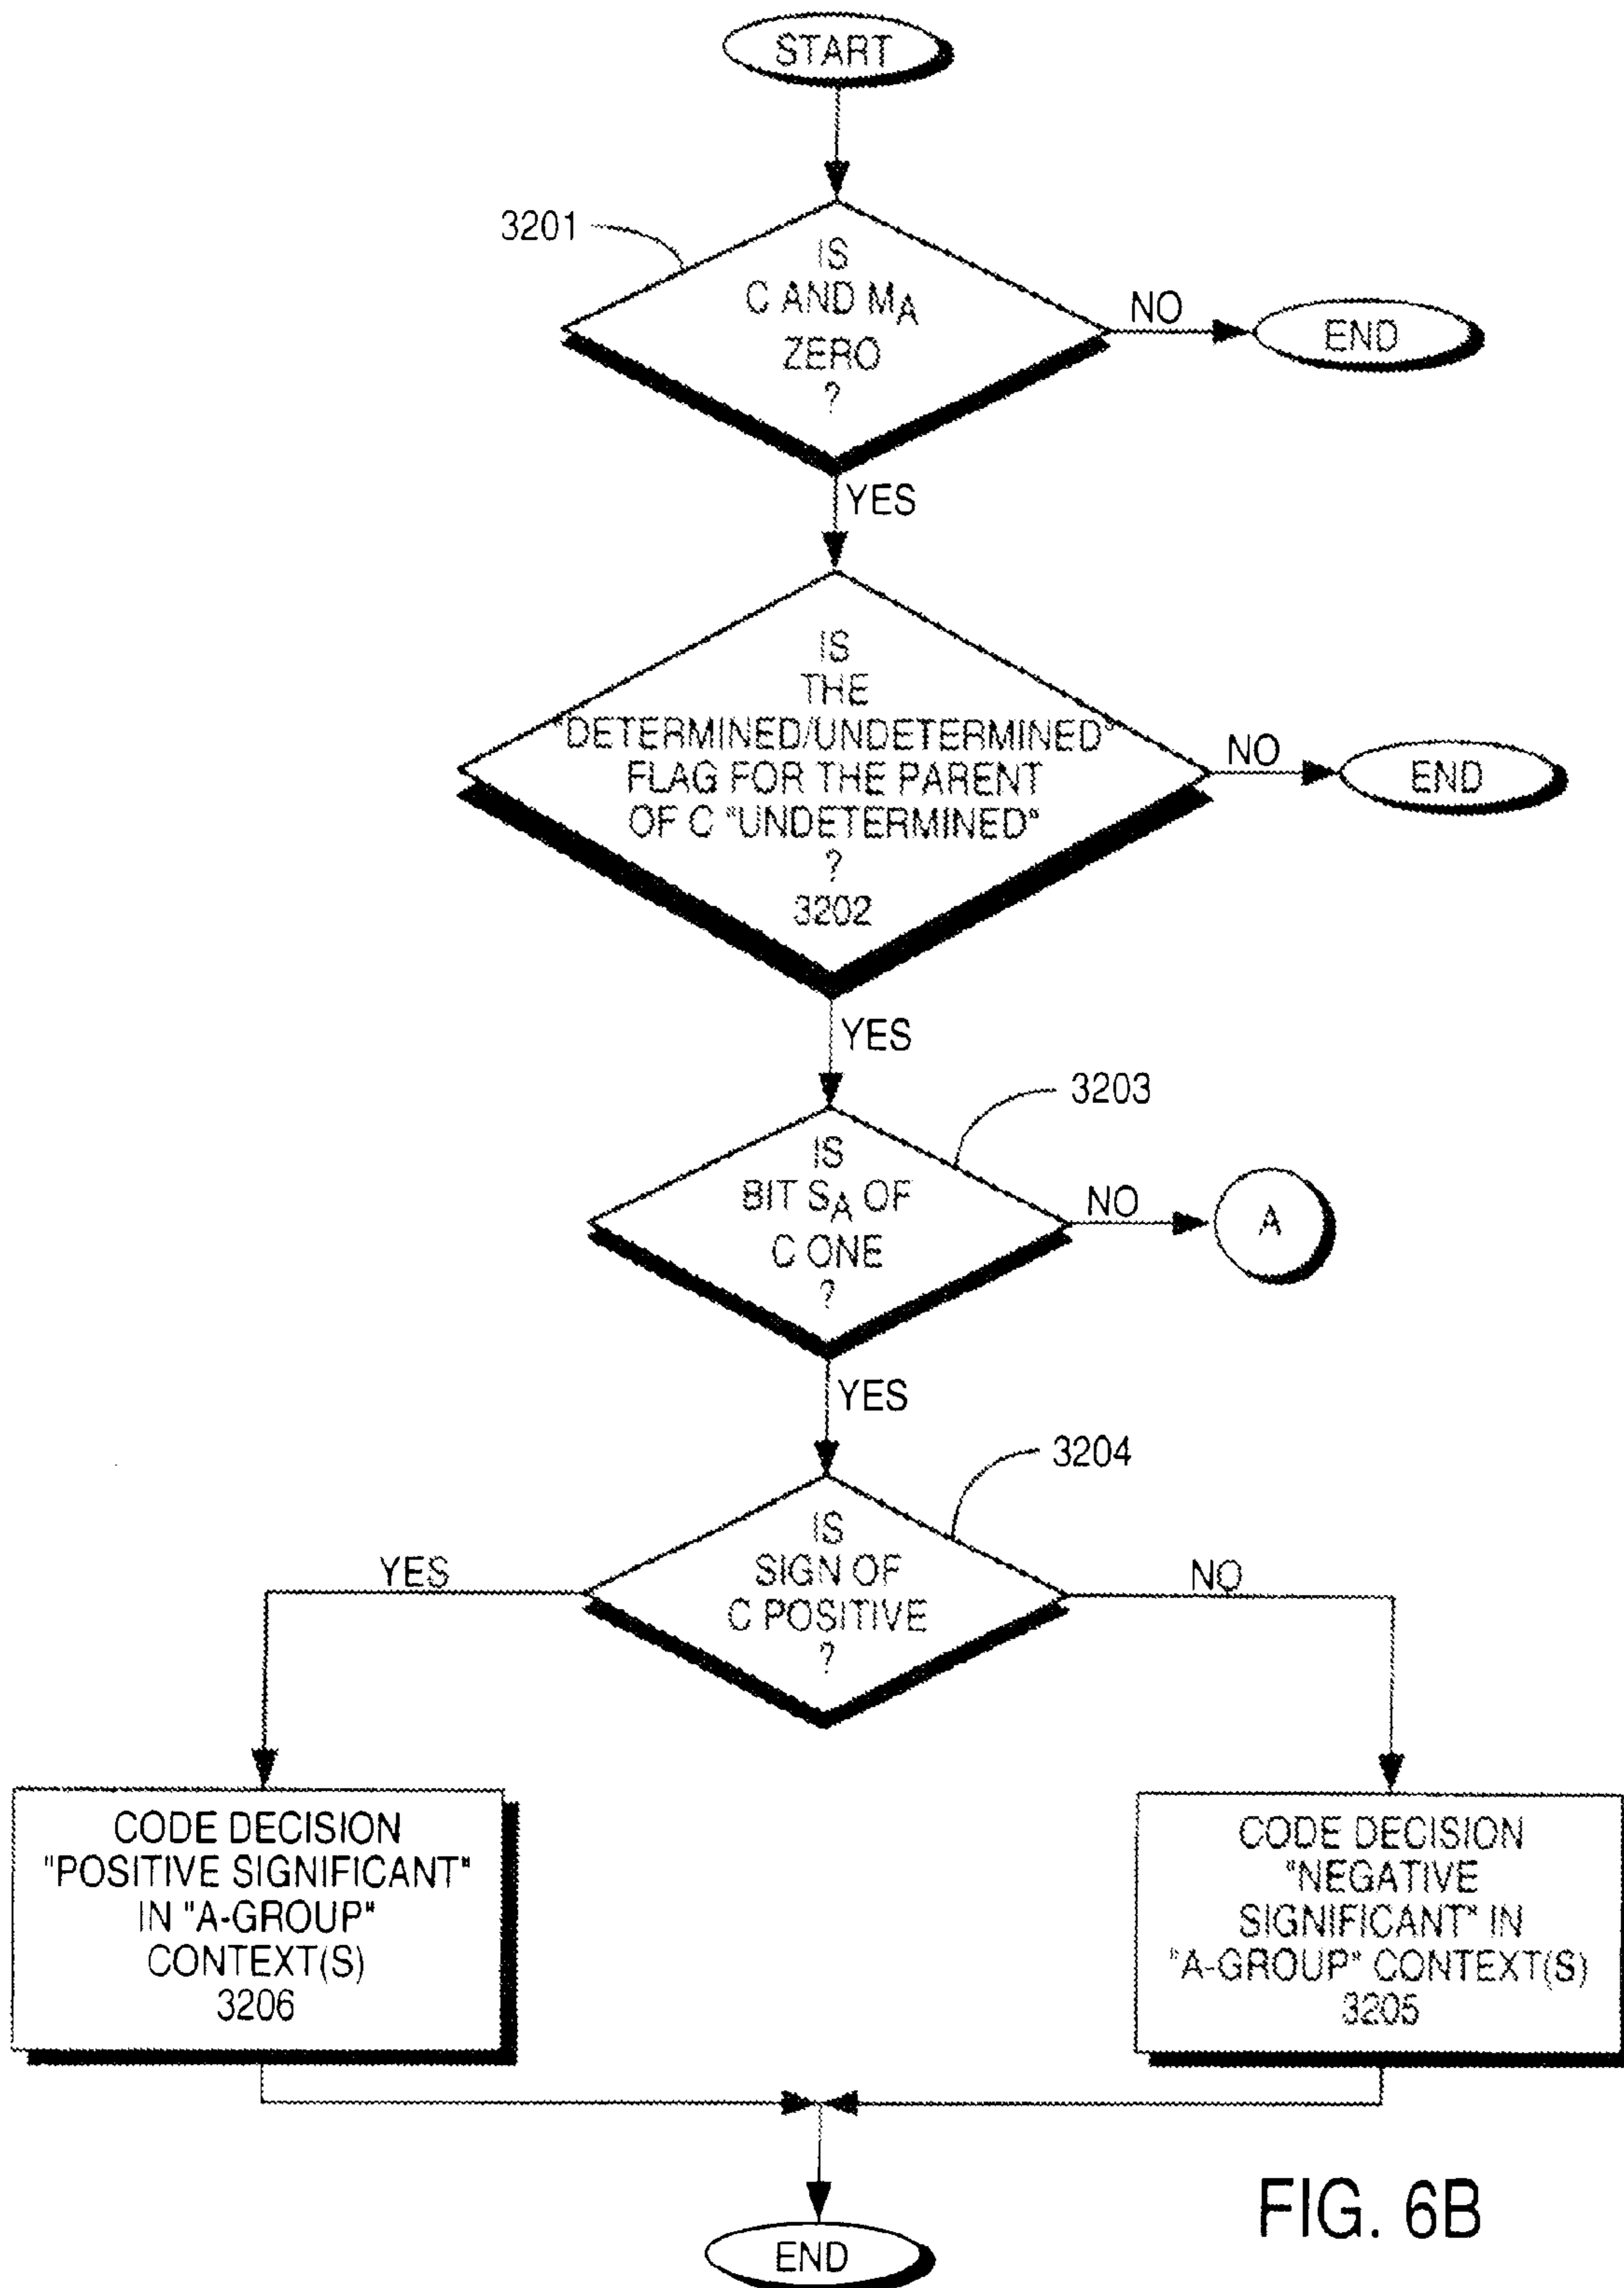 START
3201
IS
C AND MA
ZERO
?
NO
END
YES
IS
THE
"DETERMINED/UNDETERMINED"
FLAG FOR THE PARENT
OF C "UNDETERMINED"
?
3202
NO
END
YES
3203
IS
BIT SA OF
C ONE
?
NO
A
YES
3204
IS
SIGN OF
C POSITIVE
?
YES
NO
CODE DECISION
"POSITIVE SIGNIFICANT"
IN "A-GROUP"
CONTEXT(S)
3206
CODE DECISION
"NEGATIVE
SIGNIFICANT" IN
"A-GROUP" CONTEXT(S)
3205
END
FIG. 6B